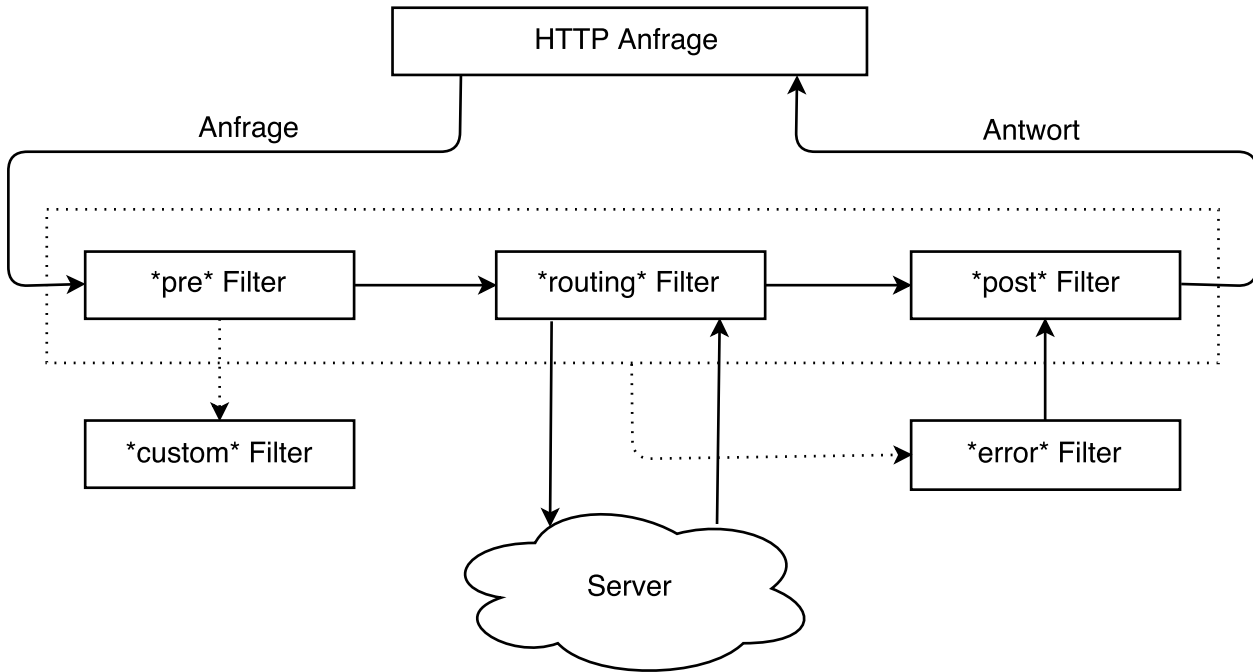 HTTP Anfrage
Anfrage
Antwort
*pre* Filter
*routing* Filter
*post* Filter
*custom* Filter
*error* Filter
Server